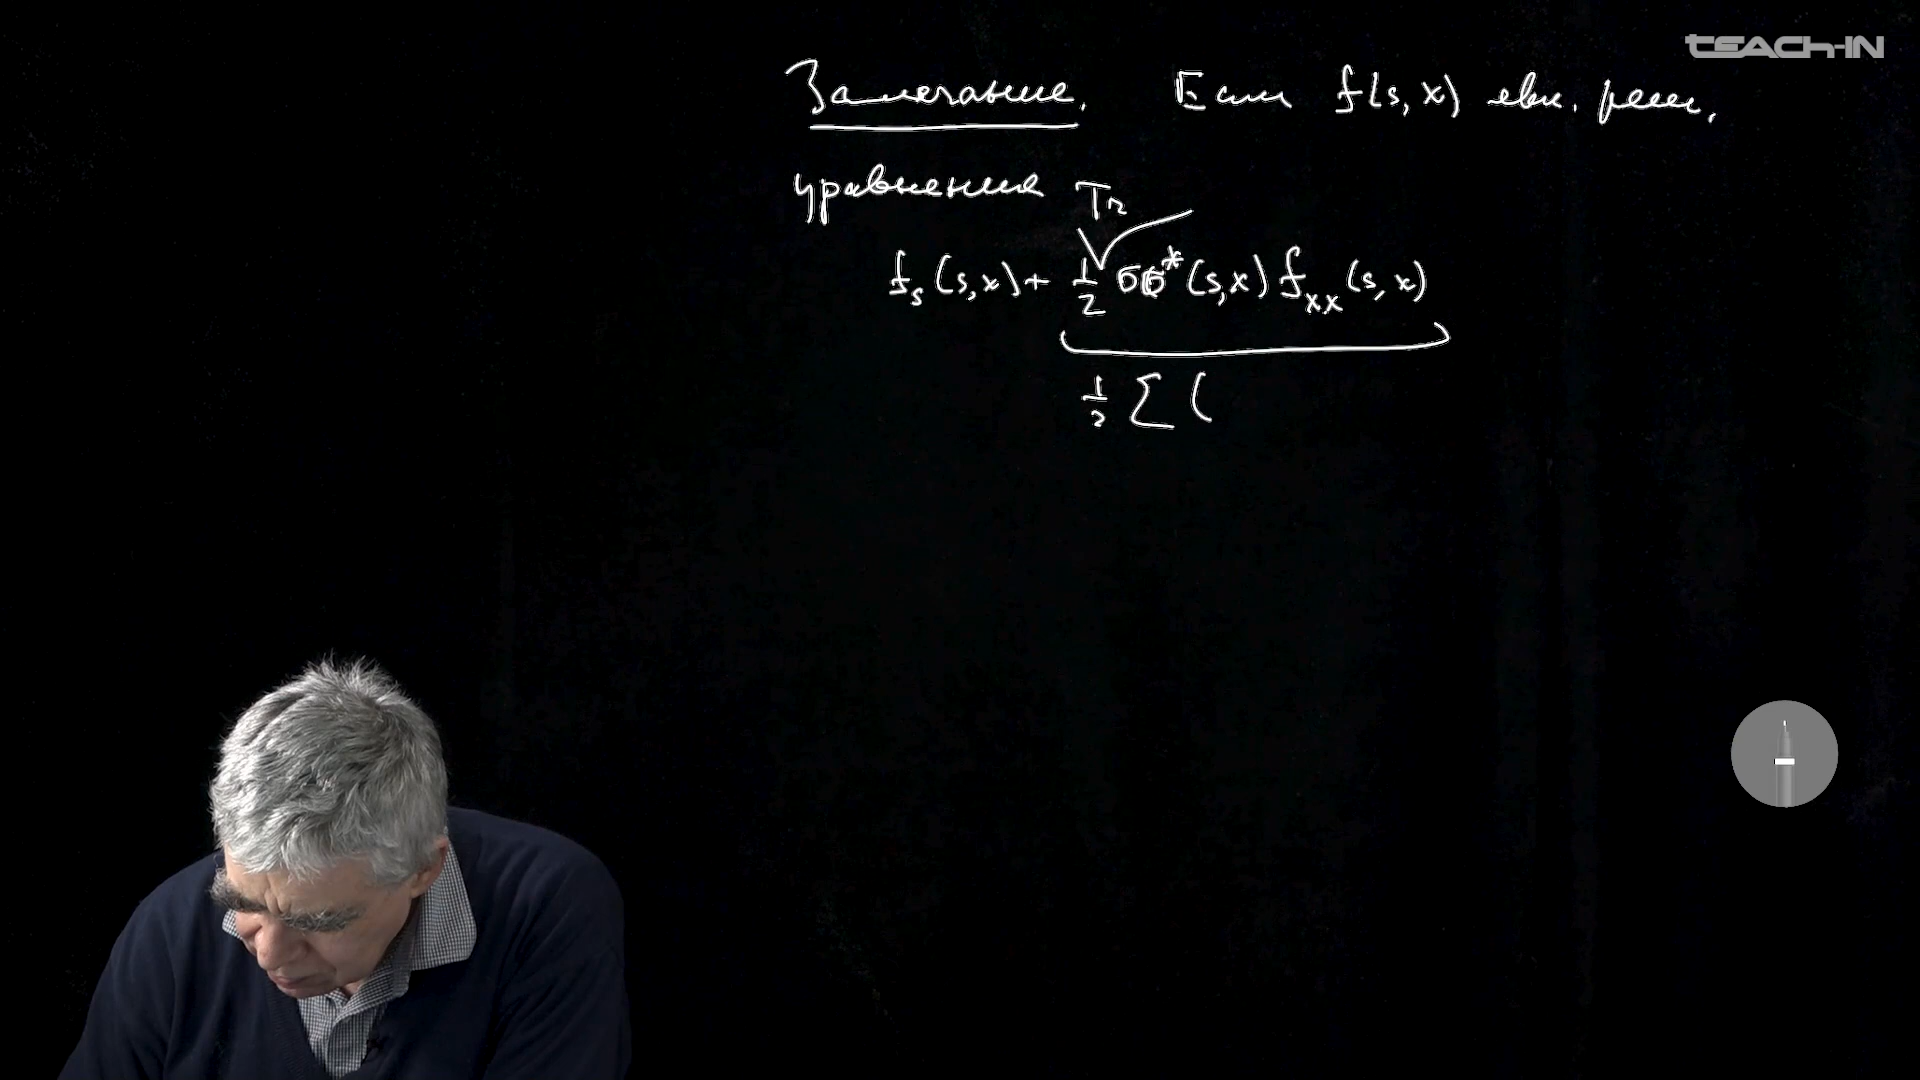 TEACH-IN
Замечание. Если f(s, x) явл. реш.
уравнения Tr
f_s (s, x) + 1/2 σσ* (s, x) f_xx (s, x)
1/2 Σ (